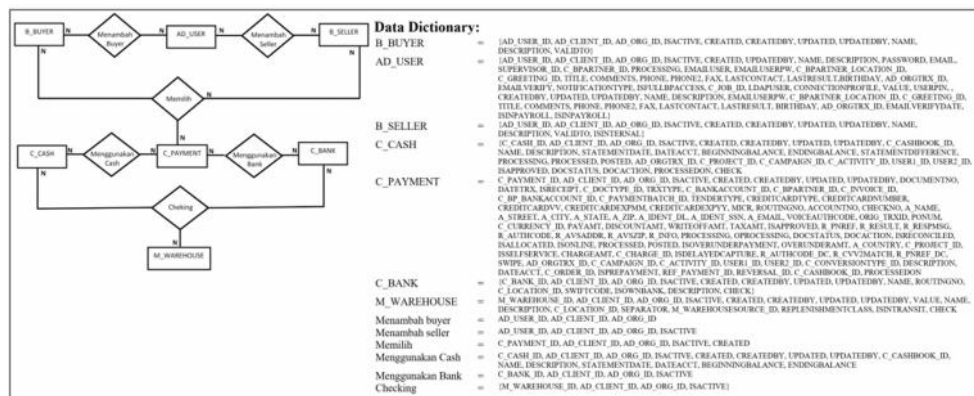 B_BUYER
N
N
Menambah
Buyer
AD_USER
N
N
Menambah
Seller
B_SELLER
N
N
N
Memilih
N
C_CASH
N
N
Menggunakan
Cash
C_PAYMENT
N
N
Menggunakan
Bank
C_BANK
N
N
Cheking
N
M_WAREHOUSE
Data Dictionary:
B_BUYER = {AD_USER_ID, AD_CLIENT_ID, AD_ORG_ID, ISACTIVE, CREATED, CREATEDBY, UPDATED, UPDATEDBY, NAME,
DESCRIPTION, VALIDTO}
AD_USER = {AD_USER_ID, AD_CLIENT_ID, AD_ORG_ID, ISACTIVE, CREATED, UPDATEDBY, NAME, DESCRIPTION, PASSWORD, EMAIL,
SUPERVISOR_ID, C_BPARTNER_ID, PROCESSING, EMAILUSER, EMAILUSERPW, C_BPARTNER_LOCATION_ID,
C_GREETING_ID, TITLE, COMMENTS, PHONE, PHONE2, FAX, LASTCONTACT, LASTRESULT,BIRTHDAY, AD_ORGTRX_ID,
EMAILVERIFY, NOTIFICATIONTYPE, ISFULLBPACCESS, C_JOB_ID, LDAPUSER, CONNECTIONPROFILE, VALUE, USERPIN, ,
CREATEDBY, UPDATED, UPDATEDBY, NAME, DESCRIPTION, EMAILUSERPW, C_BPARTNER_LOCATION_ID, C_GREETING_ID,
TITLE, COMMENTS, PHONE, PHONE2, FAX, LASTCONTACT, LASTRESULT, BIRTHDAY, AD_ORGTRX_ID, EMAILVERIFYDATE,
ISINPAYROLL, ISINPAYROLL}
B_SELLER = {AD_USER_ID, AD_CLIENT_ID, AD_ORG_ID, ISACTIVE, CREATED, CREATEDBY, UPDATED, UPDATEDBY, NAME,
DESCRIPTION, VALIDTO, ISINTERNAL}
C_CASH = {C_CASH_ID, AD_CLIENT_ID, AD_ORG_ID, ISACTIVE, CREATED, CREATEDBY, UPDATED, UPDATEDBY, C_CASHBOOK_ID,
NAME, DESCRIPTION, STATEMENTDATE, DATEACCT, BEGINNINGBALANCE, ENDINGBALANCE, STATEMENTDIFFERENCE,
PROCESSING, PROCESSED, POSTED, AD_ORGTRX_ID, C_PROJECT_ID, C_CAMPAIGN_ID, C_ACTIVITY_ID, USER1_ID, USER2_ID,
ISAPPROVED, DOCSTATUS, DOCACTION, PROCESSEDON, CHECK
C_PAYMENT = C_PAYMENT_ID, AD_CLIENT_ID, AD_ORG_ID, ISACTIVE, CREATED, CREATEDBY, UPDATED, UPDATEDBY, DOCUMENTNO,
DATETRX, ISRECEIPT, C_DOCTYPE_ID, TRXTYPE, C_BANKACCOUNT_ID, C_BPARTNER_ID, C_INVOICE_ID,
C_BP_BANKACCOUNT_ID, C_PAYMENTBATCH_ID, TENDERTYPE, CREDITCARDTYPE, CREDITCARDNUMBER,
CREDITCARDVV, CREDITCARDEXPMM, CREDITCARDEXPYY, MICR, ROUTINGNO, ACCOUNTNO, CHECKNO, A_NAME,
A_STREET, A_CITY, A_STATE, A_ZIP, A_IDENT_DL, A_IDENT_SSN, A_EMAIL, VOICEAUTHCODE, ORIG_TRXID, PONUM,
C_CURRENCY_ID, PAYAMT, DISCOUNTAMT, WRITEOFFAMT, TAXAMT, ISAPPROVED, R_PNREF, R_RESULT, R_RESPMSG,
R_AUTHCODE, R_AVSADDR, R_AVSZIP, R_INFO, PROCESSING, OPROCESSING, DOCSTATUS, DOCACTION, ISRECONCILED,
ISALLOCATED, ISONLINE, PROCESSED, POSTED, ISOVERUNDERPAYMENT, OVERUNDERAMT, A_COUNTRY, C_PROJECT_ID,
ISSELFSERVICE, CHARGEAMT, C_CHARGE_ID, ISDELAYEDCAPTURE, R_AUTHCODE_DC, R_CVV2MATCH, R_PNREF_DC,
SWIPE, AD_ORGTRX_ID, C_CAMPAIGN_ID, C_ACTIVITY_ID, USER1_ID, USER2_ID, C_CONVERSIONTYPE_ID, DESCRIPTION,
DATEACCT, C_ORDER_ID, ISPREPAYMENT, REF_PAYMENT_ID, REVERSAL_ID, C_CASHBOOK_ID, PROCESSEDON
C_BANK = {C_BANK_ID, AD_CLIENT_ID, AD_ORG_ID, ISACTIVE, CREATED, CREATEDBY, UPDATED, UPDATEDBY, NAME, ROUTINGNO,
C_LOCATION_ID, SWIFTCODE, ISOWNBANK, DESCRIPTION, CHECK}
M_WAREHOUSE = M_WAREHOUSE_ID, AD_CLIENT_ID, AD_ORG_ID, ISACTIVE, CREATED, CREATEDBY, UPDATED, UPDATEDBY, VALUE, NAME,
DESCRIPTION, C_LOCATION_ID, SEPARATOR, M_WAREHOUSESOURCE_ID, REPLENISHMENTCLASS, ISINTRANSIT, CHECK
Menambah buyer = AD_USER_ID, AD_CLIENT_ID, AD_ORG_ID
Menambah seller = AD_USER_ID, AD_CLIENT_ID, AD_ORG_ID, ISACTIVE
Memilih = C_PAYMENT_ID, AD_CLIENT_ID, AD_ORG_ID, ISACTIVE, CREATED
Menggunakan Cash = C_CASH_ID, AD_CLIENT_ID, AD_ORG_ID, ISACTIVE, CREATED, CREATEDBY, UPDATED, UPDATEDBY, C_CASHBOOK_ID,
NAME, DESCRIPTION, STATEMENTDATE, DATEACCT, BEGINNINGBALANCE, ENDINGBALANCE
Menggunakan Bank = C_BANK_ID, AD_CLIENT_ID, AD_ORG_ID, ISACTIVE
Checking = {M_WAREHOUSE_ID, AD_CLIENT_ID, AD_ORG_ID, ISACTIVE}